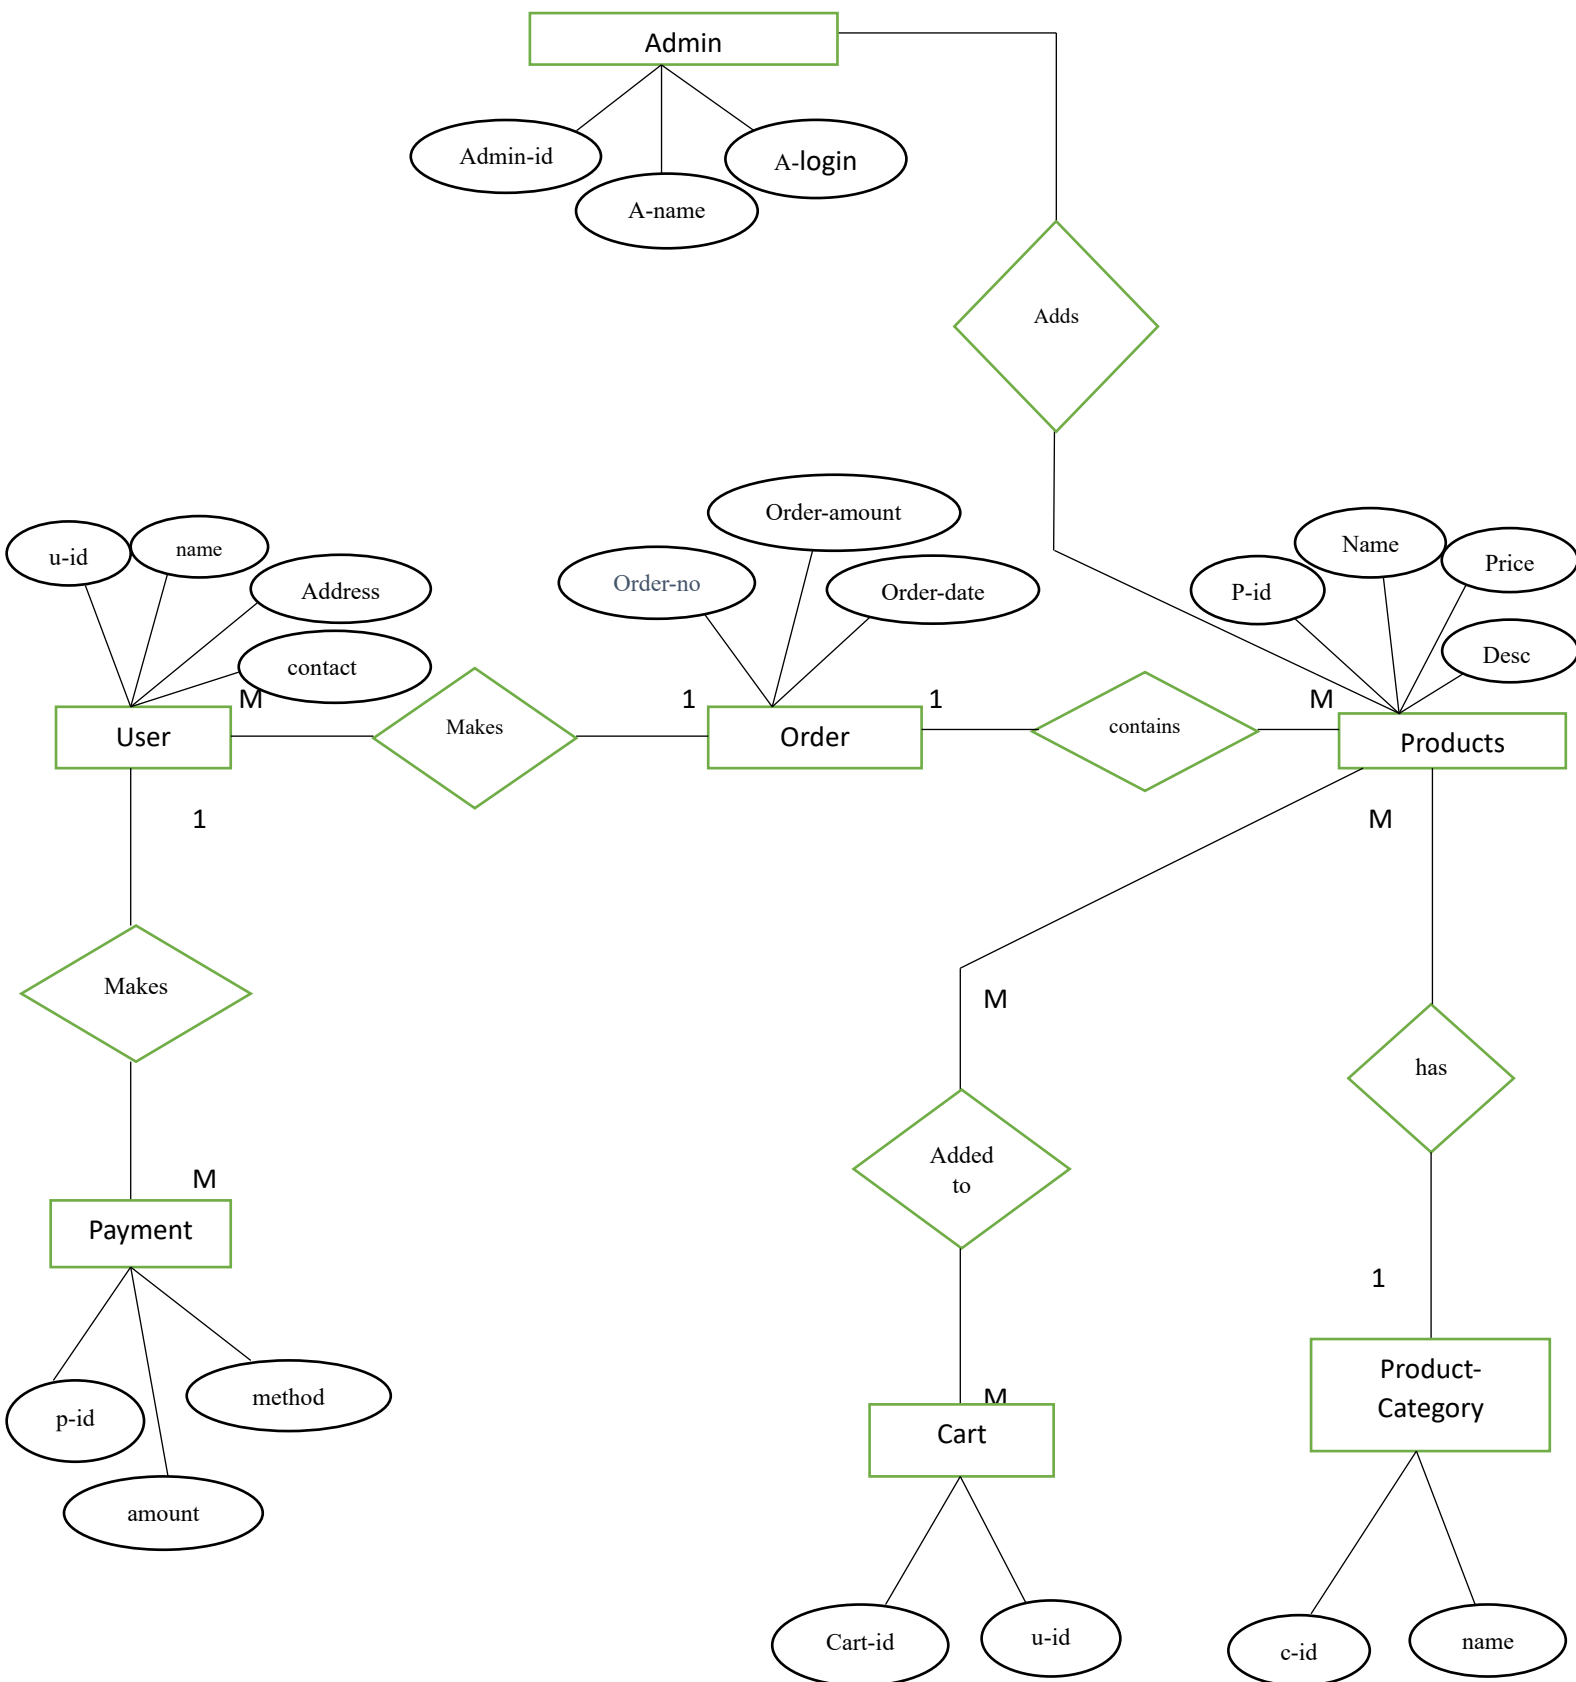 Admin
Admin-id
A-login
A-name
Adds
Order-amount
u-id
name
Name
Price
Order-no
Order-date
P-id
Address
contact
Desc
M
Makes
1
1
contains
M
User
Order
Products
1
M
Makes
M
has
Added
to
M
Payment
1
Product-
Category
p-id
method
M
Cart
amount
Cart-id
u-id
c-id
name